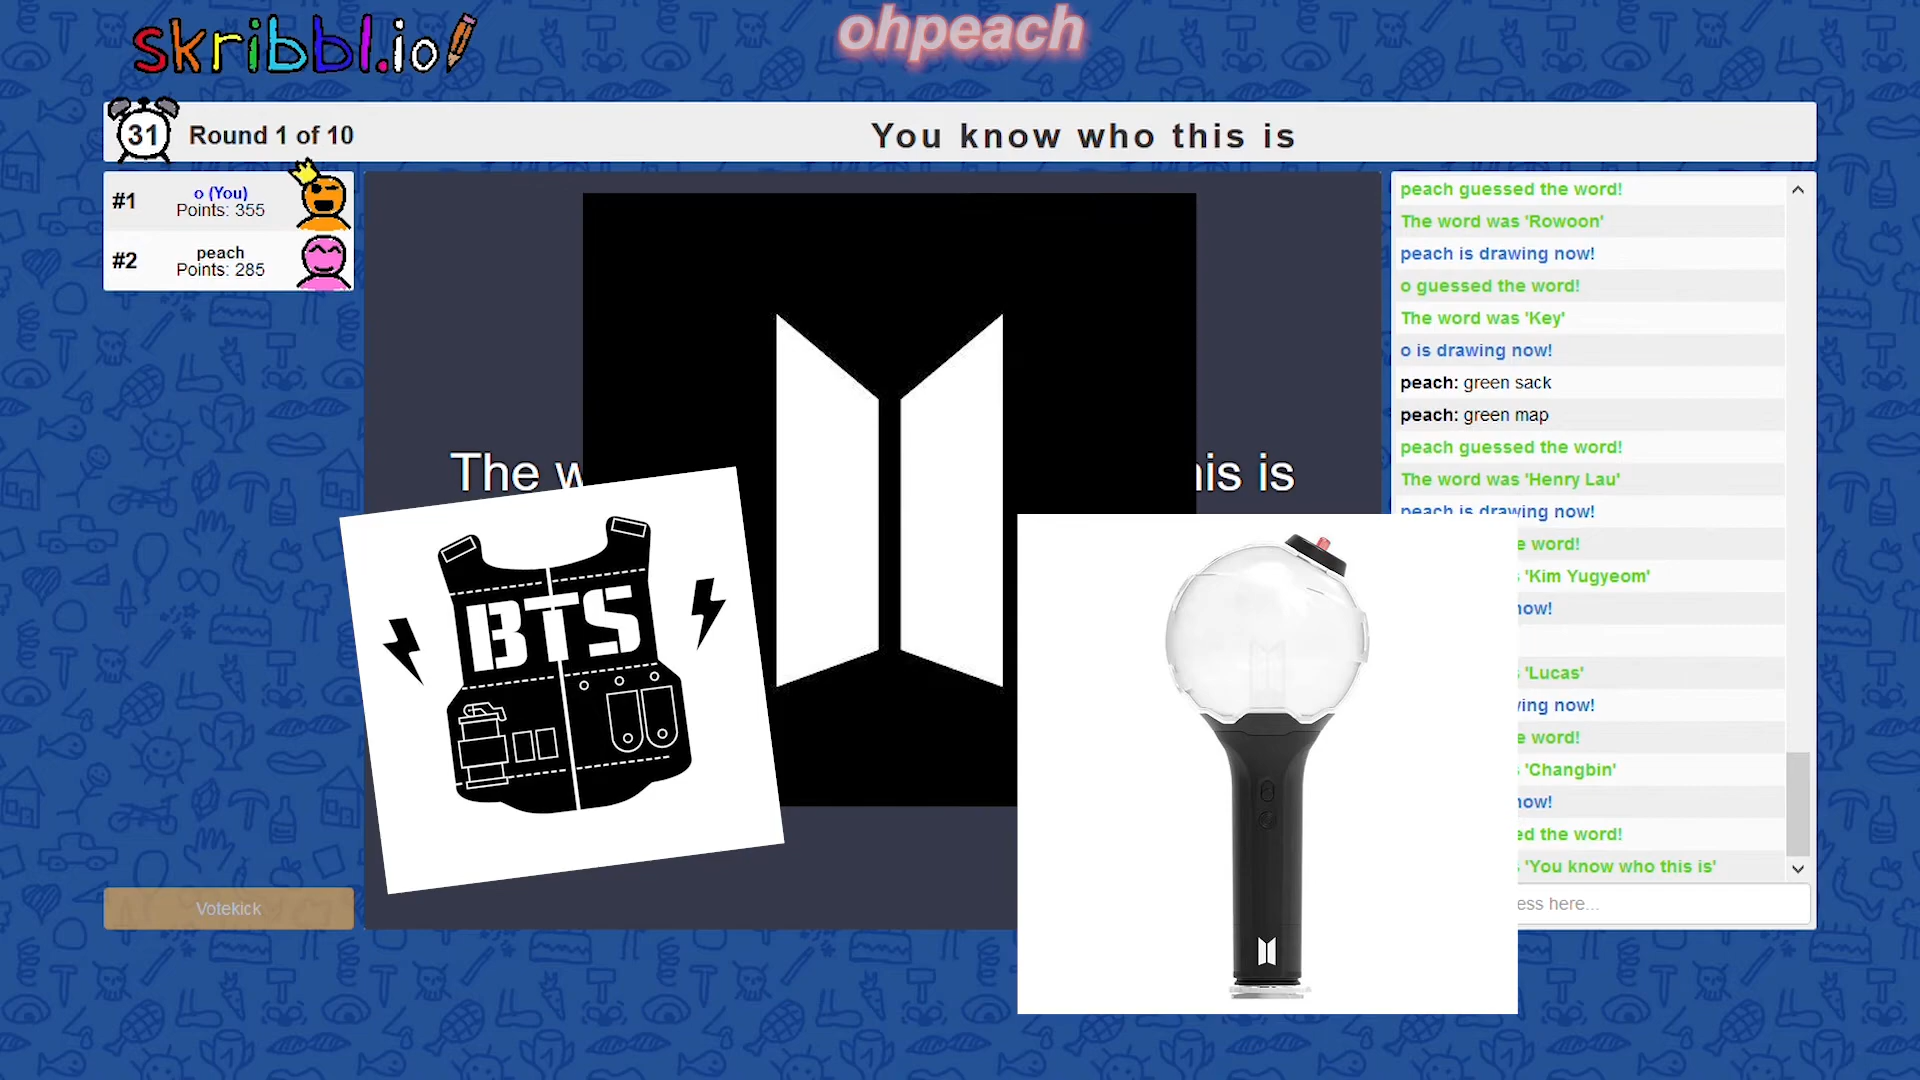 skribbl.io
ohpeach
31
Round 1 of 10
You know who this is
#1
o (You)
Points: 355
#2
peach
Points: 285
The w
his is
BTS
peach guessed the word!
The word was 'Rowoon'
peach is drawing now!
o guessed the word!
The word was 'Key'
o is drawing now!
peach: green sack
peach: green map
peach guessed the word!
The word was 'Henry Lau'
peach is drawing now!
e word!
'Kim Yugyeom'
now!
'Lucas'
ving now!
e word!
'Changbin'
now!
ed the word!
'You know who this is'
ess here...
Votekick